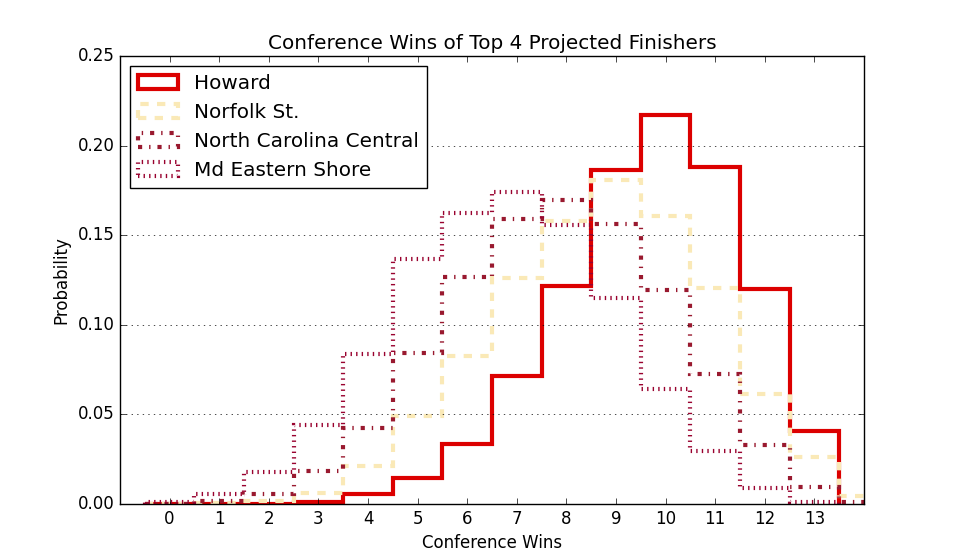 Conference Wins of Top 4 Projected Finishers
0.25
0.20
0.15
0.10
0.05
0.00
Probability
Howard
Norfolk St.
North Carolina Central
Md Eastern Shore
0 1 2 3 4 5 6 7 8 9 10 11 12 13
Conference Wins